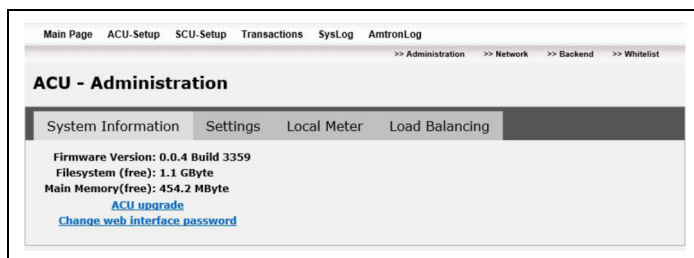 Main Page ACU-Setup SCU-Setup Transactions SysLog AmtronLog
>> Administration >> Network >> Backend >> Whitelist
ACU - Administration
System Information Settings Local Meter Load Balancing
Firmware Version: 0.0.4 Build 3359
Filesystem (free): 1.1 GByte
Main Memory(free): 454.2 MByte
ACU upgrade
Change web interface password